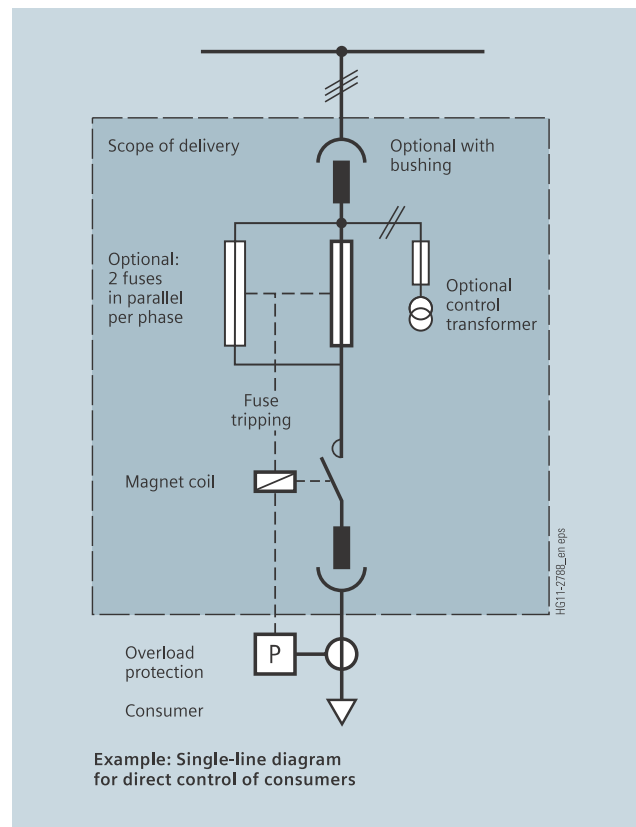 Scope of delivery
Optional with
bushing
Optional:
2 fuses
in parallel
per phase
Optional
control
transformer
Fuse
tripping
Magnet coil
HG11-2788_en eps
Overload
protection
P
Consumer
Example: Single-line diagram
for direct control of consumers